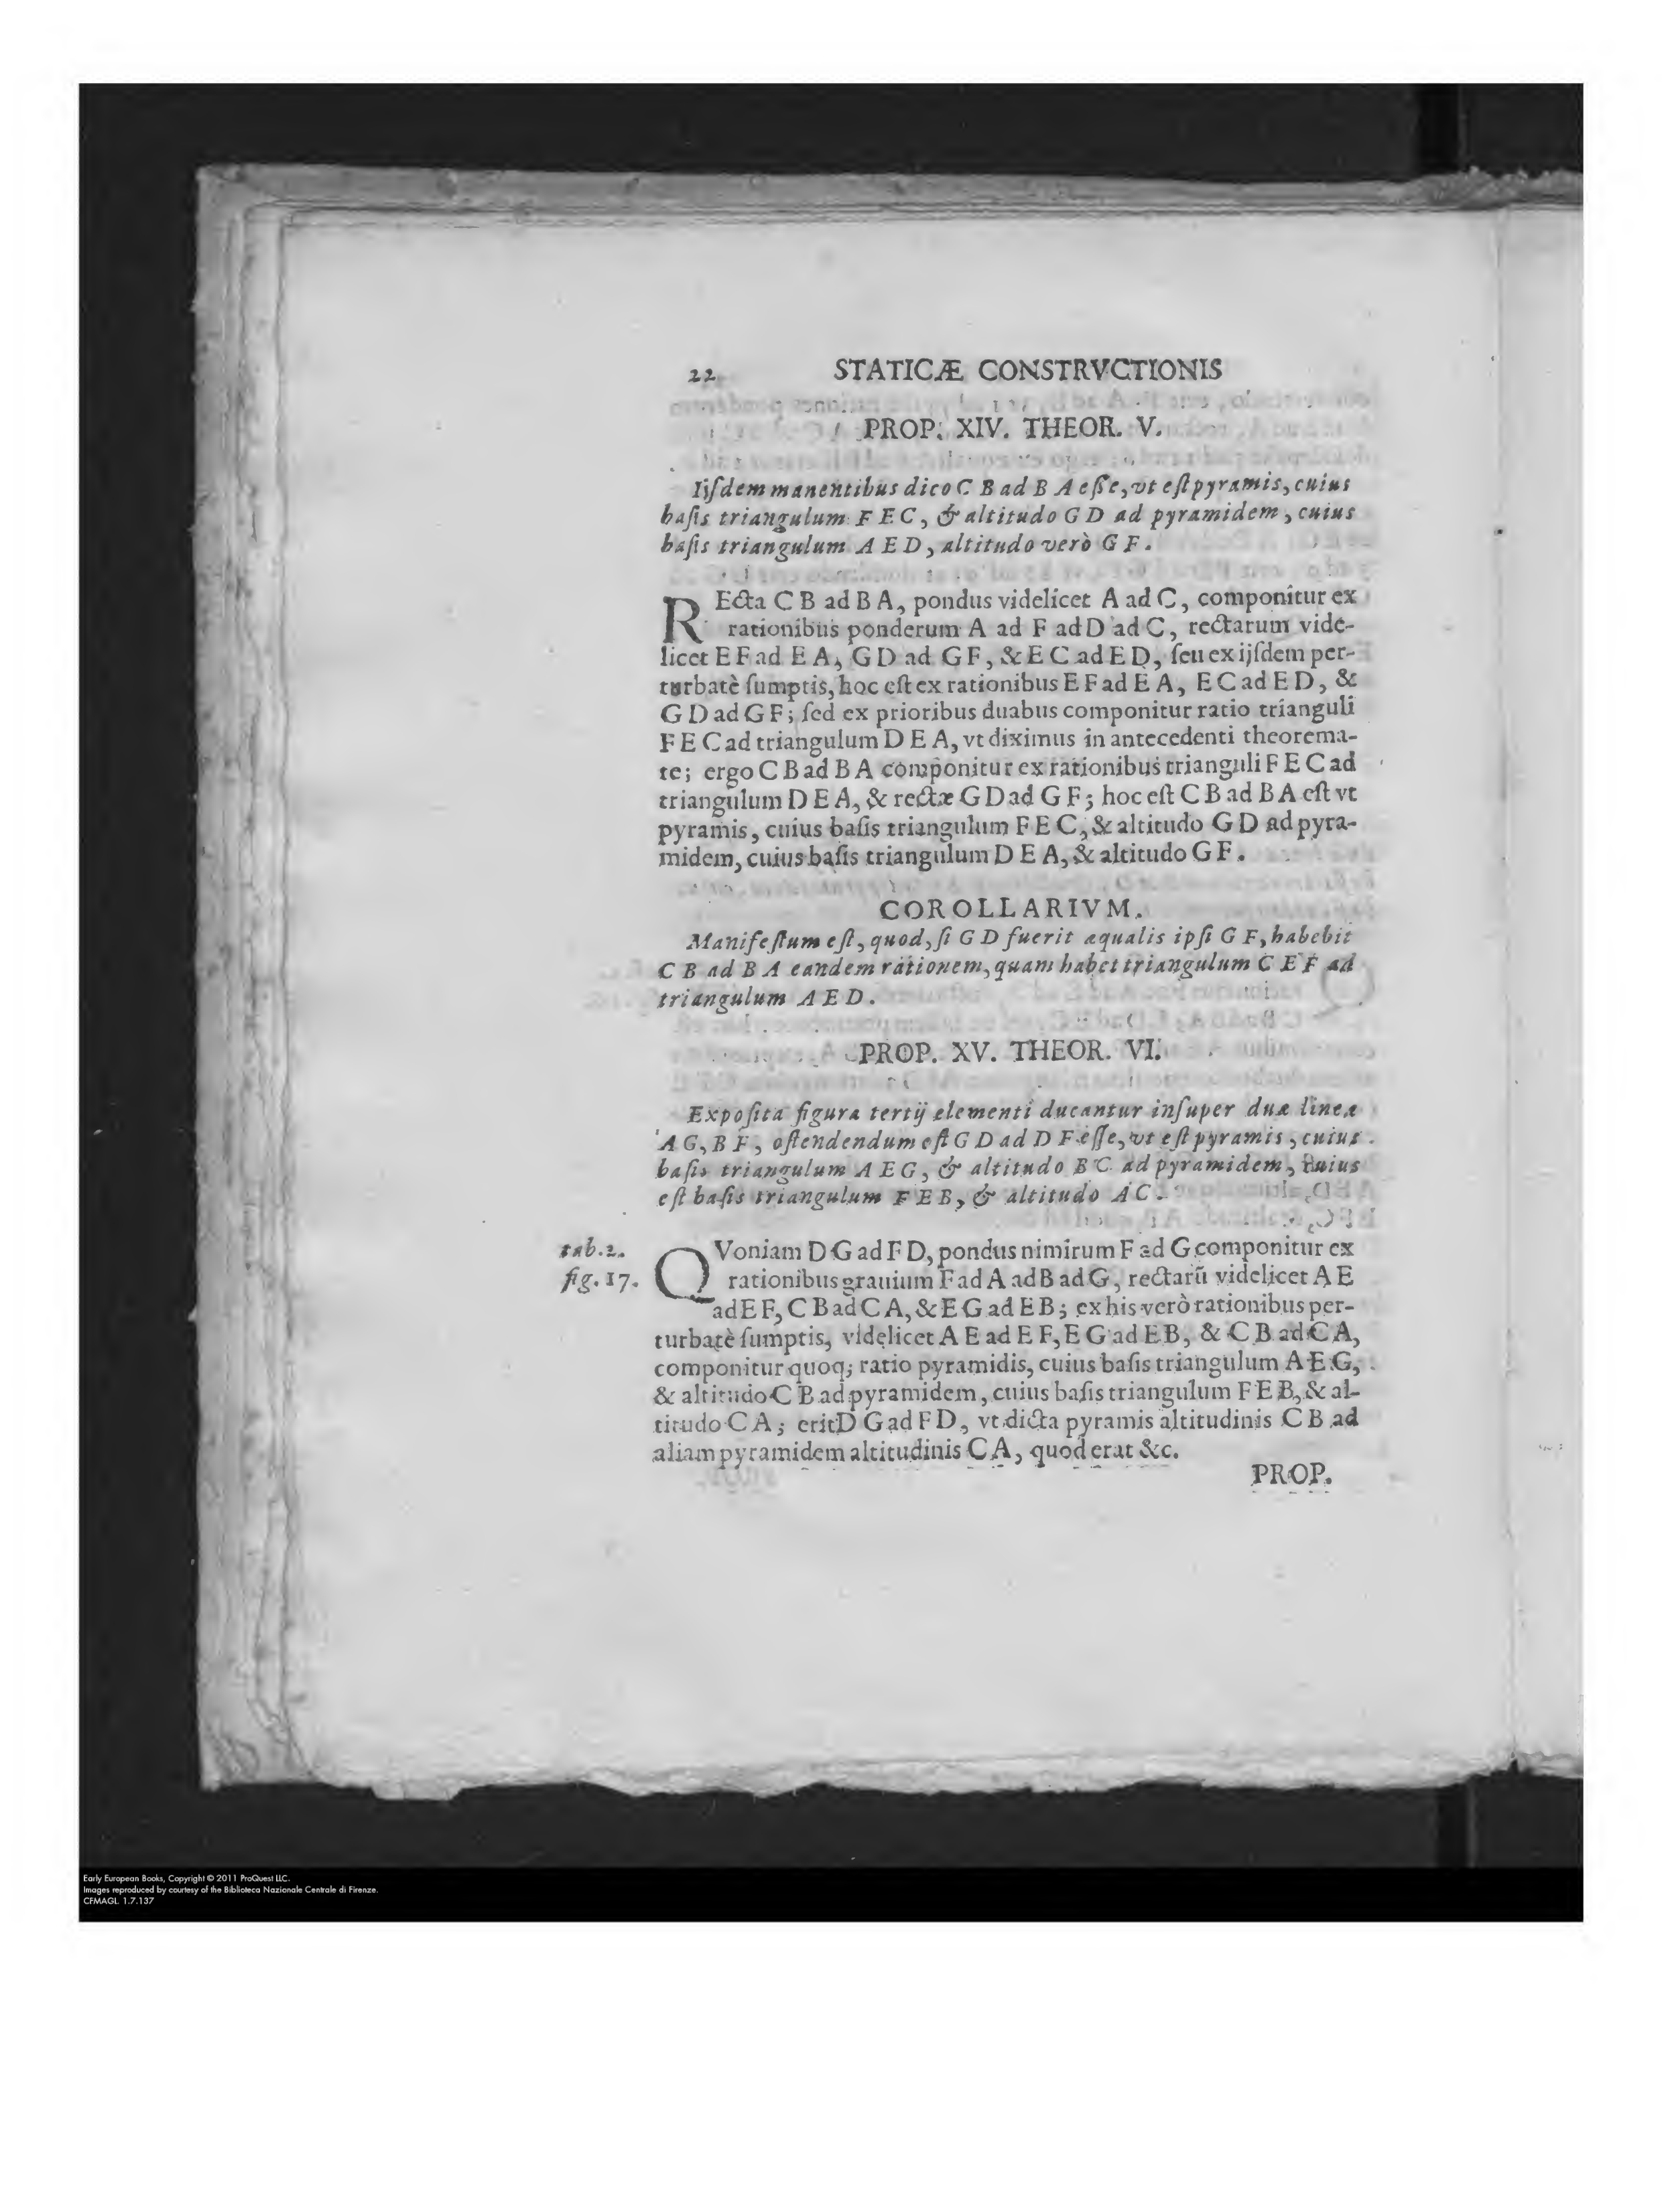 22 STATICÆ CONSTRVCTIONIS
PROP. XIV. THEOR. V.
Iiſdem manentibus dico C B ad B A eſſe, vt eſt pyramis, cuius
baſis triangulum F E C, & altitudo G D ad pyramidem, cuius
baſis triangulum A E D, altitudo verò G F.
REcta C B ad B A, pondus videlicet A ad C, componitur ex
rationibus ponderum A ad F ad D ad C, rectarum vide-
licet E F ad E A, G D ad G F, & E C ad E D, ſeu ex ijſdem per-
turbatè ſumptis, hoc eſt ex rationibus E F ad E A, E C ad E D, &
G D ad G F; ſed ex prioribus duabus componitur ratio trianguli
F E C ad triangulum D E A, vt diximus in antecedenti theorema-
te; ergo C B ad B A componitur ex rationibus trianguli F E C ad
triangulum D E A, & rectæ G D ad G F; hoc eſt C B ad B A eſt vt
pyramis, cuius baſis triangulum F E C, & altitudo G D ad pyra-
midem, cuius baſis triangulum D E A, & altitudo G F.
COROLLARIVM.
Manifeſtum eſt, quod, ſi G D fuerit æqualis ipſi G F, habebit
C B ad B A eandem rationem, quam habet triangulum C E F ad
triangulum A E D.
PROP. XV. THEOR. VI.
Expoſita figura tertij elementi ducantur inſuper duæ lineæ
A G, B F, oſtendendum eſt G D ad D F eſſe, vt eſt pyramis, cuius
baſis triangulum A E G, & altitudo B C ad pyramidem, cuius
eſt baſis triangulum F E B, & altitudo A C.
tab. 2.
fig. 17.
QVoniam D G ad F D, pondus nimirum F ad G componitur ex
rationibus grauium F ad A ad B ad G, rectarũ videlicet A E
ad E F, C B ad C A, & E G ad E B; ex his verò rationibus per-
turbatè ſumptis, videlicet A E ad E F, E G ad E B, & C B ad C A,
componitur quoq; ratio pyramidis, cuius baſis triangulum A E G,
& altitudo C B ad pyramidem, cuius baſis triangulum F E B, & al-
titudo C A; erit D G ad F D, vt dicta pyramis altitudinis C B ad
aliam pyramidem altitudinis C A, quod erat &c.
PROP.
Early European Books, Copyright © 2011 ProQuest LLC.
Images reproduced by courtesy of the Biblioteca Nazionale Centrale di Firenze.
CFMAGL 1.7.137